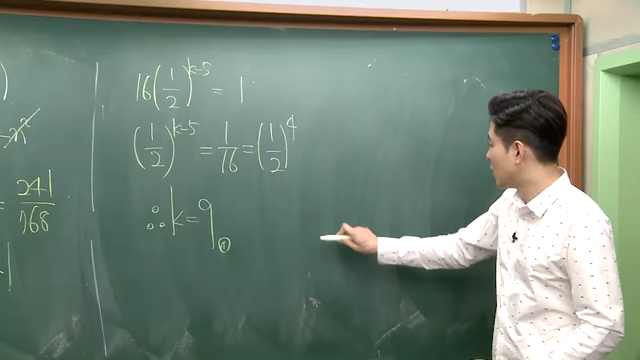 = 241/168
16(1/2)^(k-5) = 1
(1/2)^(k-5) = 1/16 = (1/2)^4
∴ k = 9